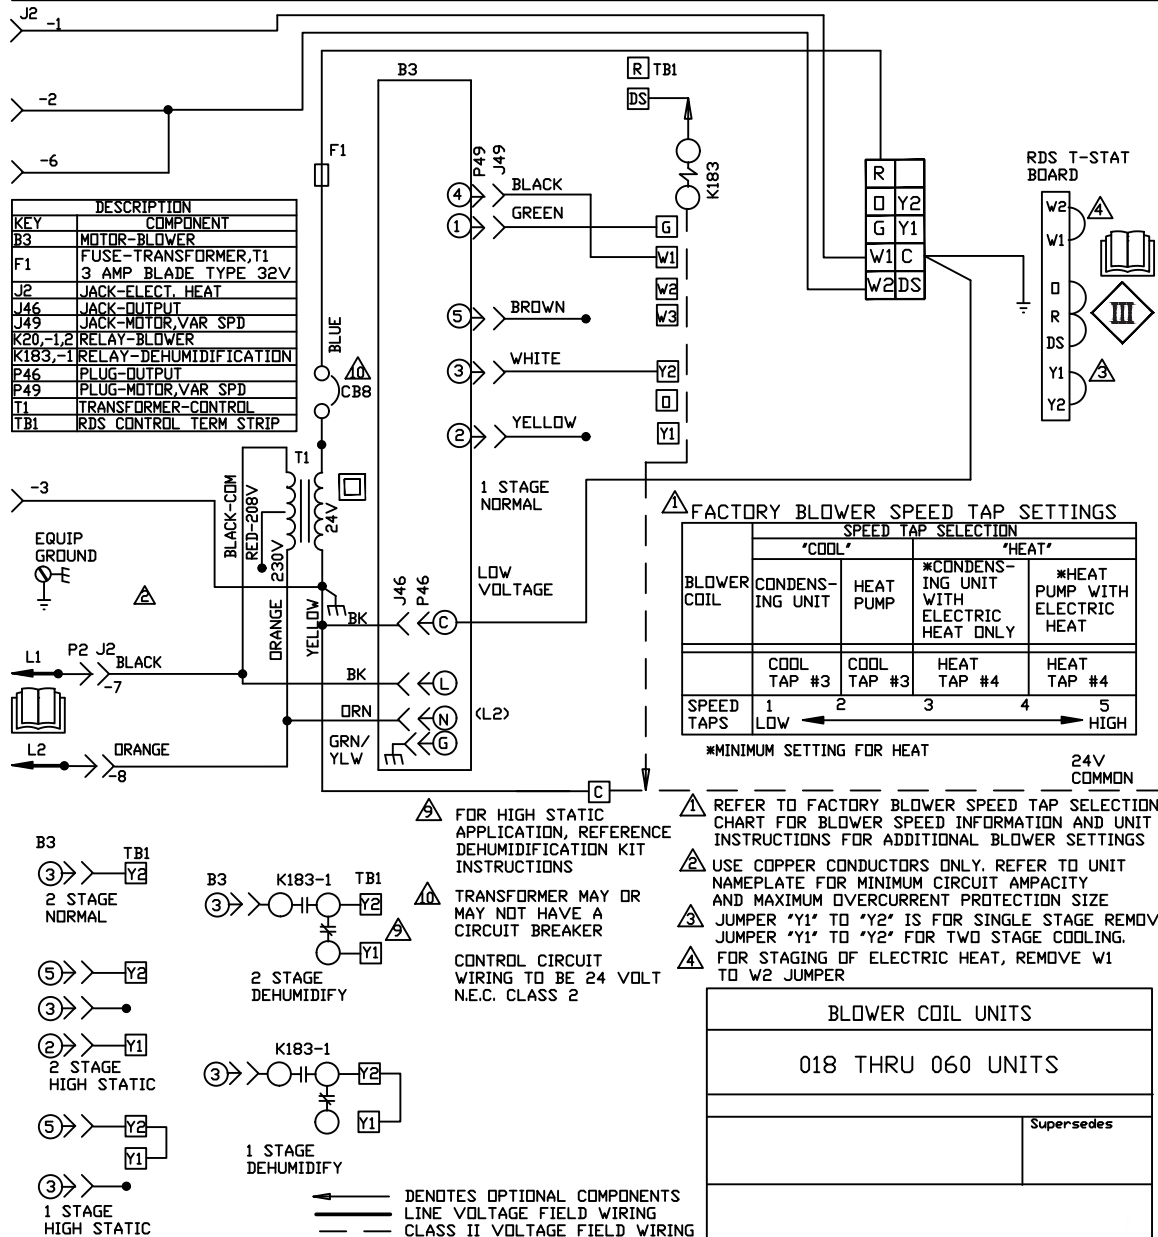 J2 -1
-2
-6
B3
R TB1
DS
F1
P49
J49
K183
4 BLACK
1 GREEN
G
W1
W2
W3
5 BROWN
3 WHITE
Y2
O
2 YELLOW
Y1
R
O Y2
G Y1
W1 C
W2 DS
RDS T-STAT
BOARD
W2
4
W1
O
R
DS
Y1
Y2
3
III
DESCRIPTION
KEY COMPONENT
B3 MOTOR-BLOWER
F1 FUSE-TRANSFORMER,T1
3 AMP BLADE TYPE 32V
J2 JACK-ELECT. HEAT
J46 JACK-OUTPUT
J49 JACK-MOTOR,VAR SPD
K20,-1,2 RELAY-BLOWER
K183,-1 RELAY-DEHUMIDIFICATION
P46 PLUG-OUTPUT
P49 PLUG-MOTOR,VAR SPD
T1 TRANSFORMER-CONTROL
TB1 RDS CONTROL TERM STRIP
BLUE
10
CB8
T1
-3
BLACK-COM
RED-208V
230V
24V
EQUIP
GROUND
2
ORANGE
YELLOW
1 STAGE
NORMAL
LOW
VOLTAGE
J46
P46
BK C
BK L
ORN N (L2)
GRN/
YLW
G
L1 P2 J2 BLACK
-7
L2 ORANGE
-8
C
24V
COMMON
1 FACTORY BLOWER SPEED TAP SETTINGS
SPEED TAP SELECTION
"COOL" "HEAT"
BLOWER
COIL
CONDENS-
ING UNIT
HEAT
PUMP
*CONDENS-
ING UNIT
WITH
ELECTRIC
HEAT ONLY
*HEAT
PUMP WITH
ELECTRIC
HEAT
COOL
TAP #3
COOL
TAP #3
HEAT
TAP #4
HEAT
TAP #4
SPEED
TAPS
1 2 3 4 5
LOW HIGH
*MINIMUM SETTING FOR HEAT
1 REFER TO FACTORY BLOWER SPEED TAP SELECTION
CHART FOR BLOWER SPEED INFORMATION AND UNIT
INSTRUCTIONS FOR ADDITIONAL BLOWER SETTINGS
2 USE COPPER CONDUCTORS ONLY. REFER TO UNIT
NAMEPLATE FOR MINIMUM CIRCUIT AMPACITY
AND MAXIMUM OVERCURRENT PROTECTION SIZE
3 JUMPER "Y1" TO "Y2" IS FOR SINGLE STAGE REMOV
JUMPER "Y1" TO "Y2" FOR TWO STAGE COOLING.
4 FOR STAGING OF ELECTRIC HEAT, REMOVE W1
TO W2 JUMPER
9 FOR HIGH STATIC
APPLICATION, REFERENCE
DEHUMIDIFICATION KIT
INSTRUCTIONS
10 TRANSFORMER MAY OR
MAY NOT HAVE A
CIRCUIT BREAKER
CONTROL CIRCUIT
WIRING TO BE 24 VOLT
N.E.C. CLASS 2
B3 TB1
3 Y2
2 STAGE
NORMAL
5 Y2
3
2 Y1
2 STAGE
HIGH STATIC
5 Y2
Y1
3
1 STAGE
HIGH STATIC
B3 K183-1 TB1
3 Y2
9
Y1
2 STAGE
DEHUMIDIFY
K183-1
3 Y2
Y1
1 STAGE
DEHUMIDIFY
DENOTES OPTIONAL COMPONENTS
LINE VOLTAGE FIELD WIRING
CLASS II VOLTAGE FIELD WIRING
BLOWER COIL UNITS
018 THRU 060 UNITS
Supersedes